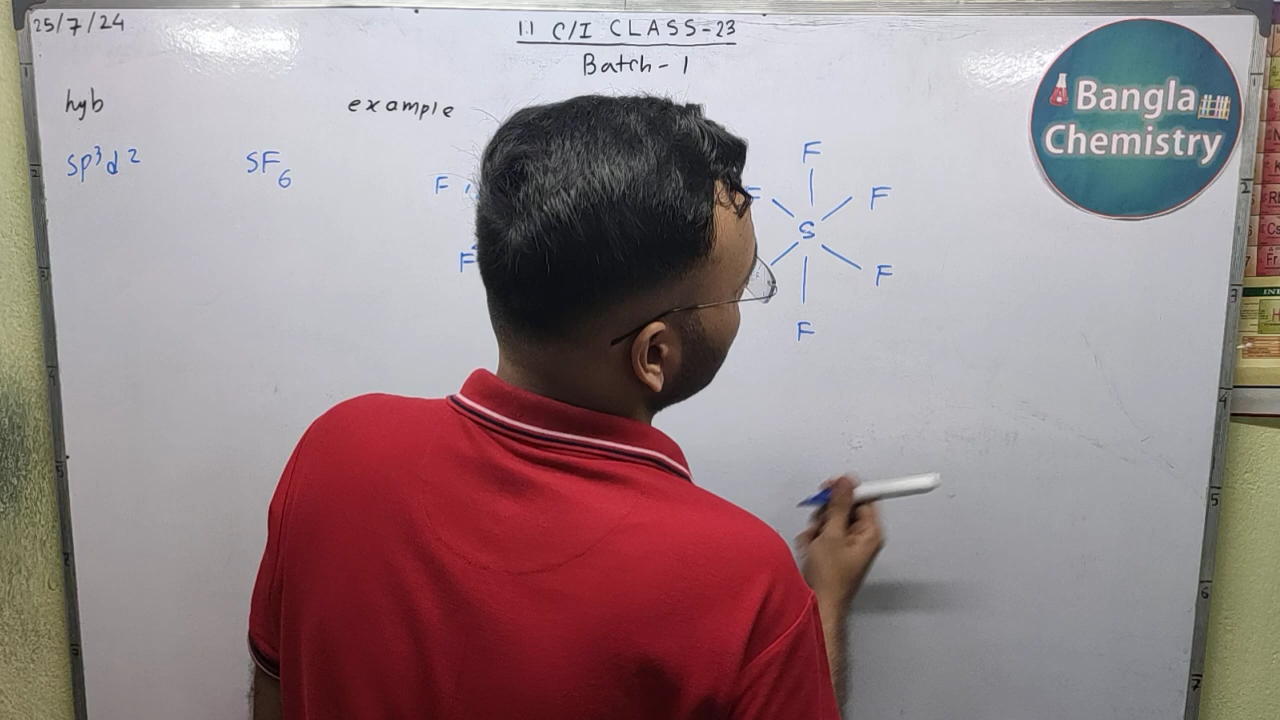 25/7/24
1.1 C/I CLASS-23
Batch-1
hyb example
sp³d² SF₆
F
F
F
F F
S
F
F
Bangla
Chemistry